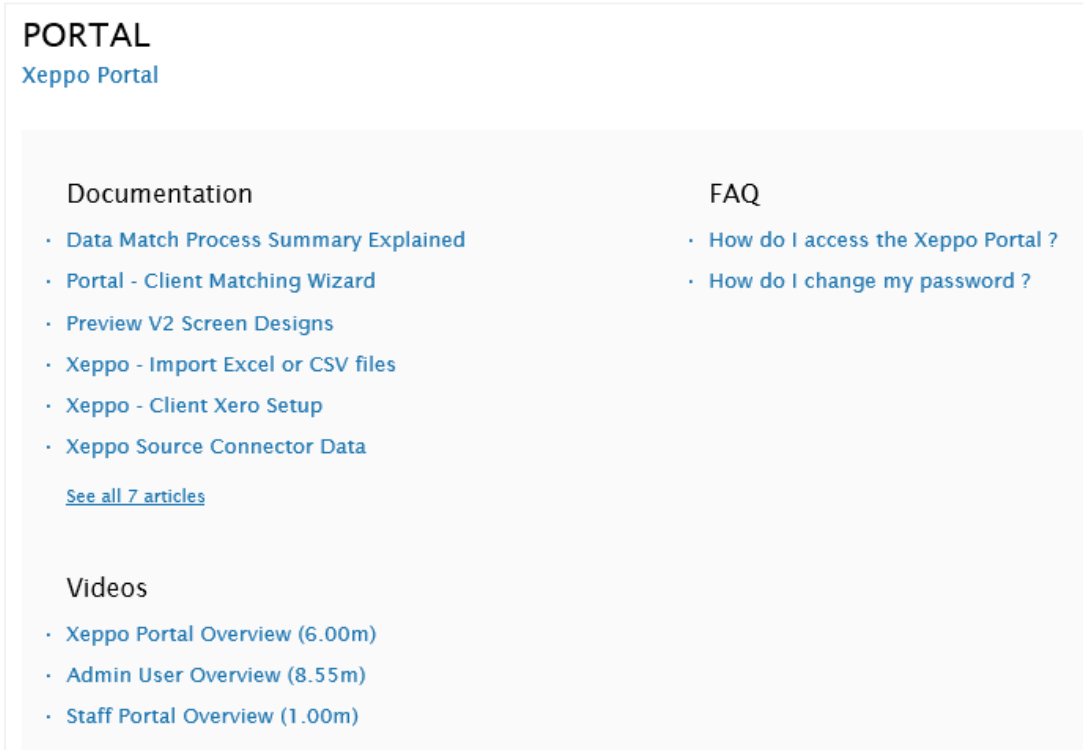 PORTAL
Xeppo Portal
Documentation
· Data Match Process Summary Explained
· Portal - Client Matching Wizard
· Preview V2 Screen Designs
· Xeppo - Import Excel or CSV files
· Xeppo - Client Xero Setup
· Xeppo Source Connector Data
See all 7 articles
FAQ
· How do I access the Xeppo Portal ?
· How do I change my password ?
Videos
· Xeppo Portal Overview (6.00m)
· Admin User Overview (8.55m)
· Staff Portal Overview (1.00m)